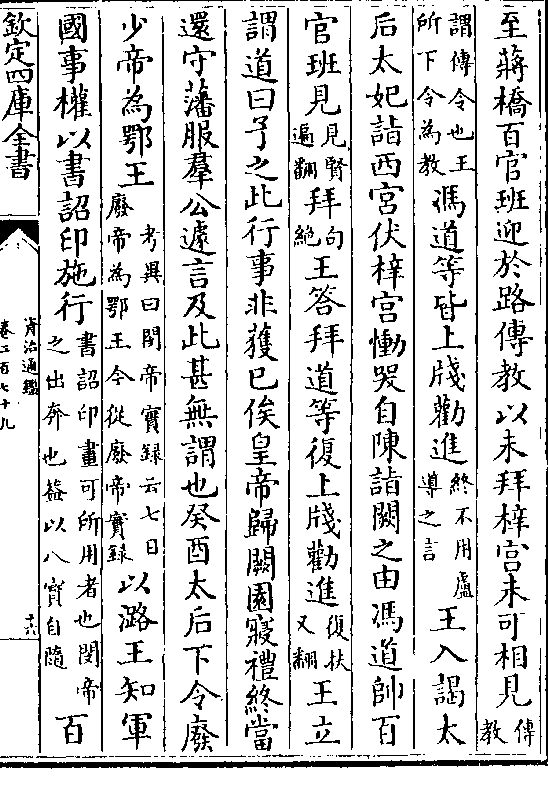 至蔣橋百官班迎於路傳教以未拜梓宮未可相見傳教
謂傳令也王所下令為教馮道等皆上牋勸進終不用盧導之言王入謁太
后太妃詣西宮伏梓宮慟哭自陳詣闕之由馮道帥百
官班見見賢遍翻拜句絕王答拜道等復上牋勸進復扶又翻王立
謂道曰予之此行事非獲已俟皇帝歸闕園寢禮終當
還守藩服羣公遽言及此甚無謂也癸酉太后下令廢
少帝為鄂王考異曰閔帝實録云七日廢帝為鄂王今從廢帝實録以潞王知軍
國事權以書詔印施行書詔印畫可所用者也閔帝之出奔也葢以八寶自隨百
欽定四庫全書
資治通鑑
卷二百七十九
十六